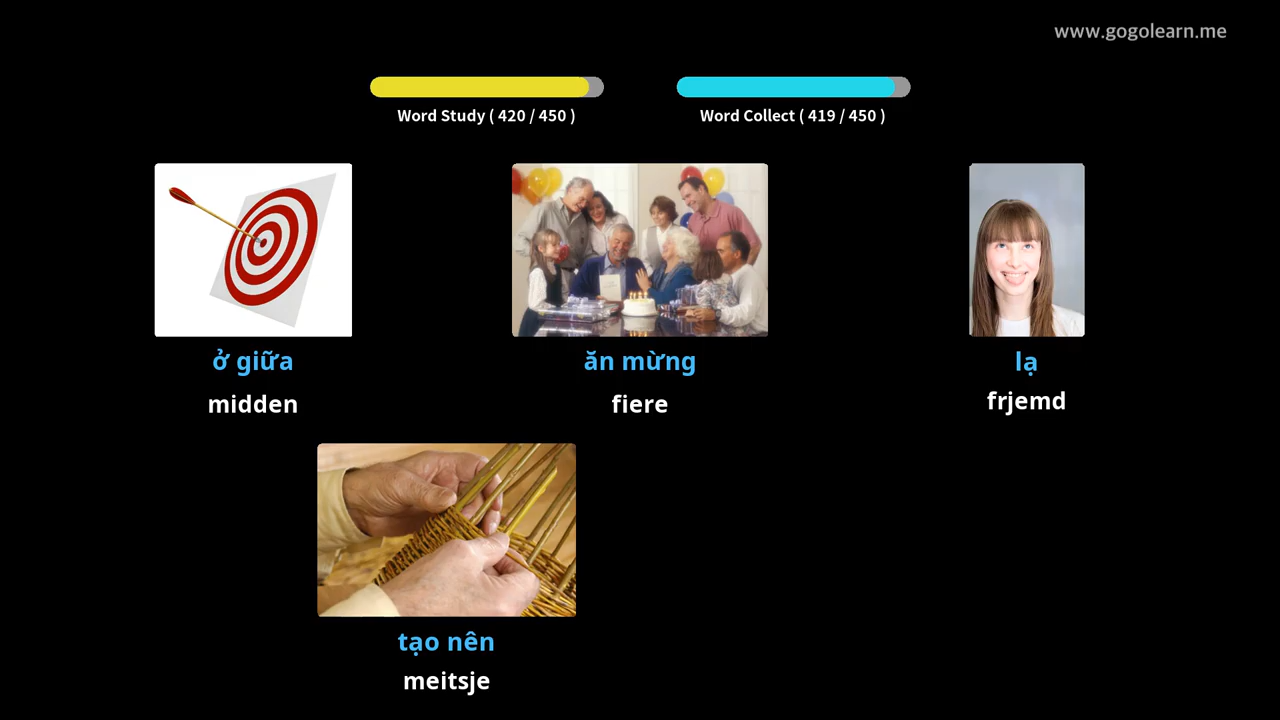 www.gogolearn.me
Word Study ( 420 / 450 )
Word Collect ( 419 / 450 )
ở giữa
midden
ăn mừng
fiere
lạ
frjemd
tạo nên
meitsje